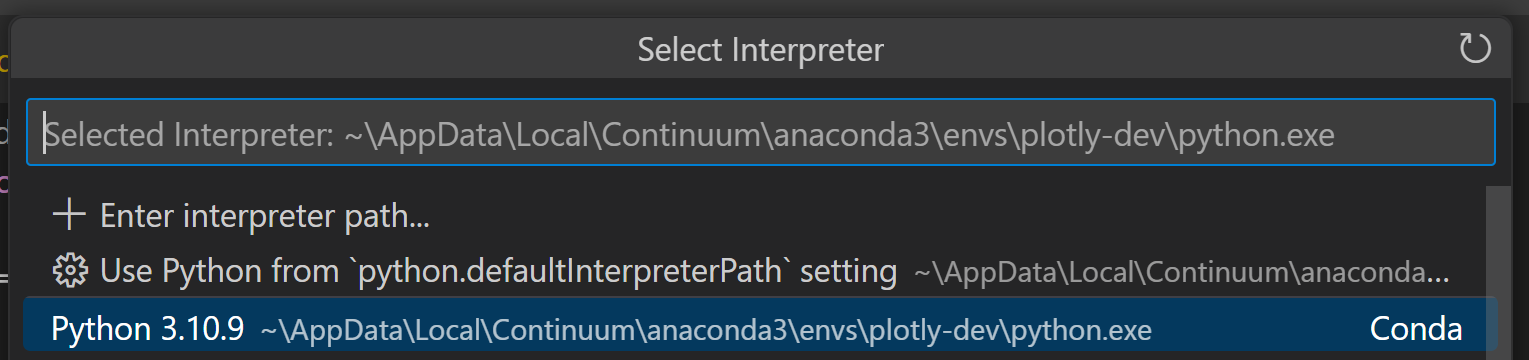 Select Interpreter
Selected Interpreter: ~\AppData\Local\Continuum\anaconda3\envs\plotly-dev\python.exe
Enter interpreter path...
Use Python from `python.defaultInterpreterPath` setting ~\AppData\Local\Continuum\anaconda...
Python 3.10.9 ~\AppData\Local\Continuum\anaconda3\envs\plotly-dev\python.exe Conda